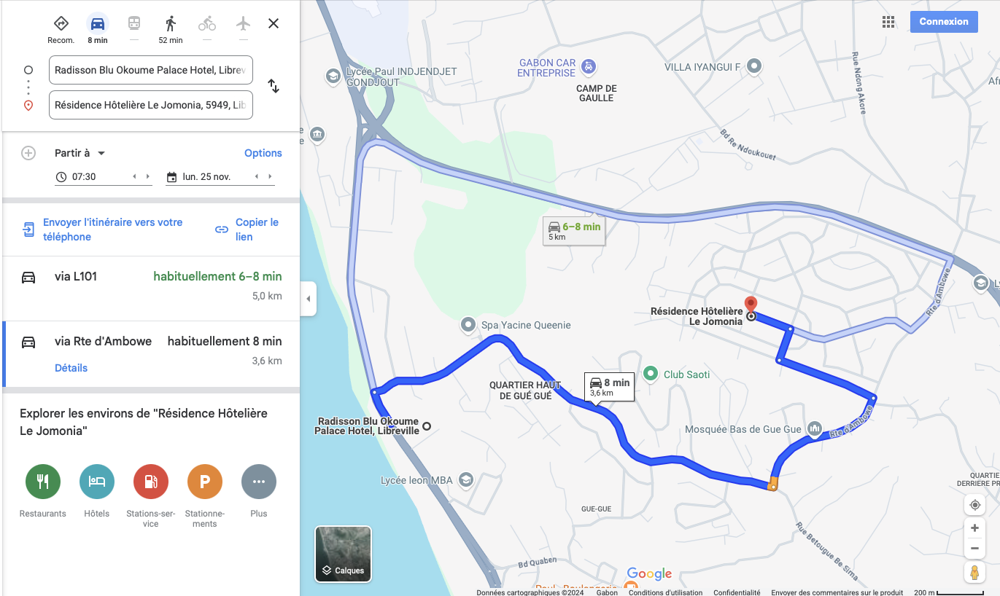 Recom.
8 min
—
52 min
—
—
Radisson Blu Okoume Palace Hotel, Librev
Résidence Hôtelière Le Jomonia, 5949, Lib
Partir à
Options
07:30
lun. 25 nov.
Envoyer l'itinéraire vers votre
téléphone
Copier le
lien
via L101
habituellement 6–8 min
5,0 km
via Rte d'Ambowe
habituellement 8 min
3,6 km
Détails
Explorer les environs de "Résidence Hôtelière
Le Jomonia"
P
Restaurants
Hôtels
Stations-ser-
vice
Stationne-
ments
Plus
Connexion
Lycée Paul INDJENDJET
GONDJOUT
GABON CAR
ENTREPRISE
CAMP DE
GAULLE
VILLA IYANGUI F
Rue Ndong Akore
Afri
e
e
Bd Re Ndoukouet
6–8 min
5 km
Rte d'Ambowe
Ly
Résidence Hôtelière
Le Jomonia
Spa Yacine Queenie
Club Saoti
QUARTIER HAUT
DE GUÉ GUÉ
8 min
3,6 km
Radisson Blu Okoume
Palace Hotel, Libreville
Mosquée Bas de Gue Gue
Rte d'Ambowe
Lycée leon MBA
QUARTIE
DERRIERE PR
GUE-GUE
Rue Betougue Be Sima
Bd Quaben
Calques
Google
Paul - Boulangerie
Données cartographiques ©2024
Gabon
Conditions d'utilisation
Confidentialité
Envoyer des commentaires sur le produit
200 m